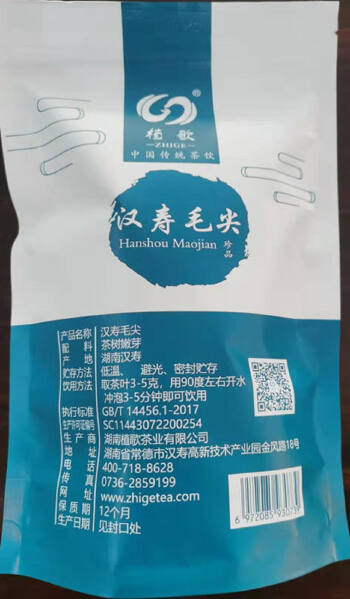 ®
植歌
ZHIGE
中国传统茶饮
汉寿毛尖
Hanshou Maojian 珍品
产品名称 汉寿毛尖
配料 茶树嫩芽
产地 湖南汉寿
贮存方法 低温、 避光、密封贮存
饮用方法 取茶叶3-5克，用90度左右开水
冲泡3-5分钟即可饮用
执行标准 GB/T 14456.1-2017
生产许可证编号 SC11443072200254
生产商 湖南植歌茶业有限公司
地址 湖南省常德市汉寿高新技术产业园金凤路18号
电话 400-718-8628
传真 0736-2859199
网址 www.zhigetea.com
保质期 12个月
生产日期 见封口处
6 972085 930739